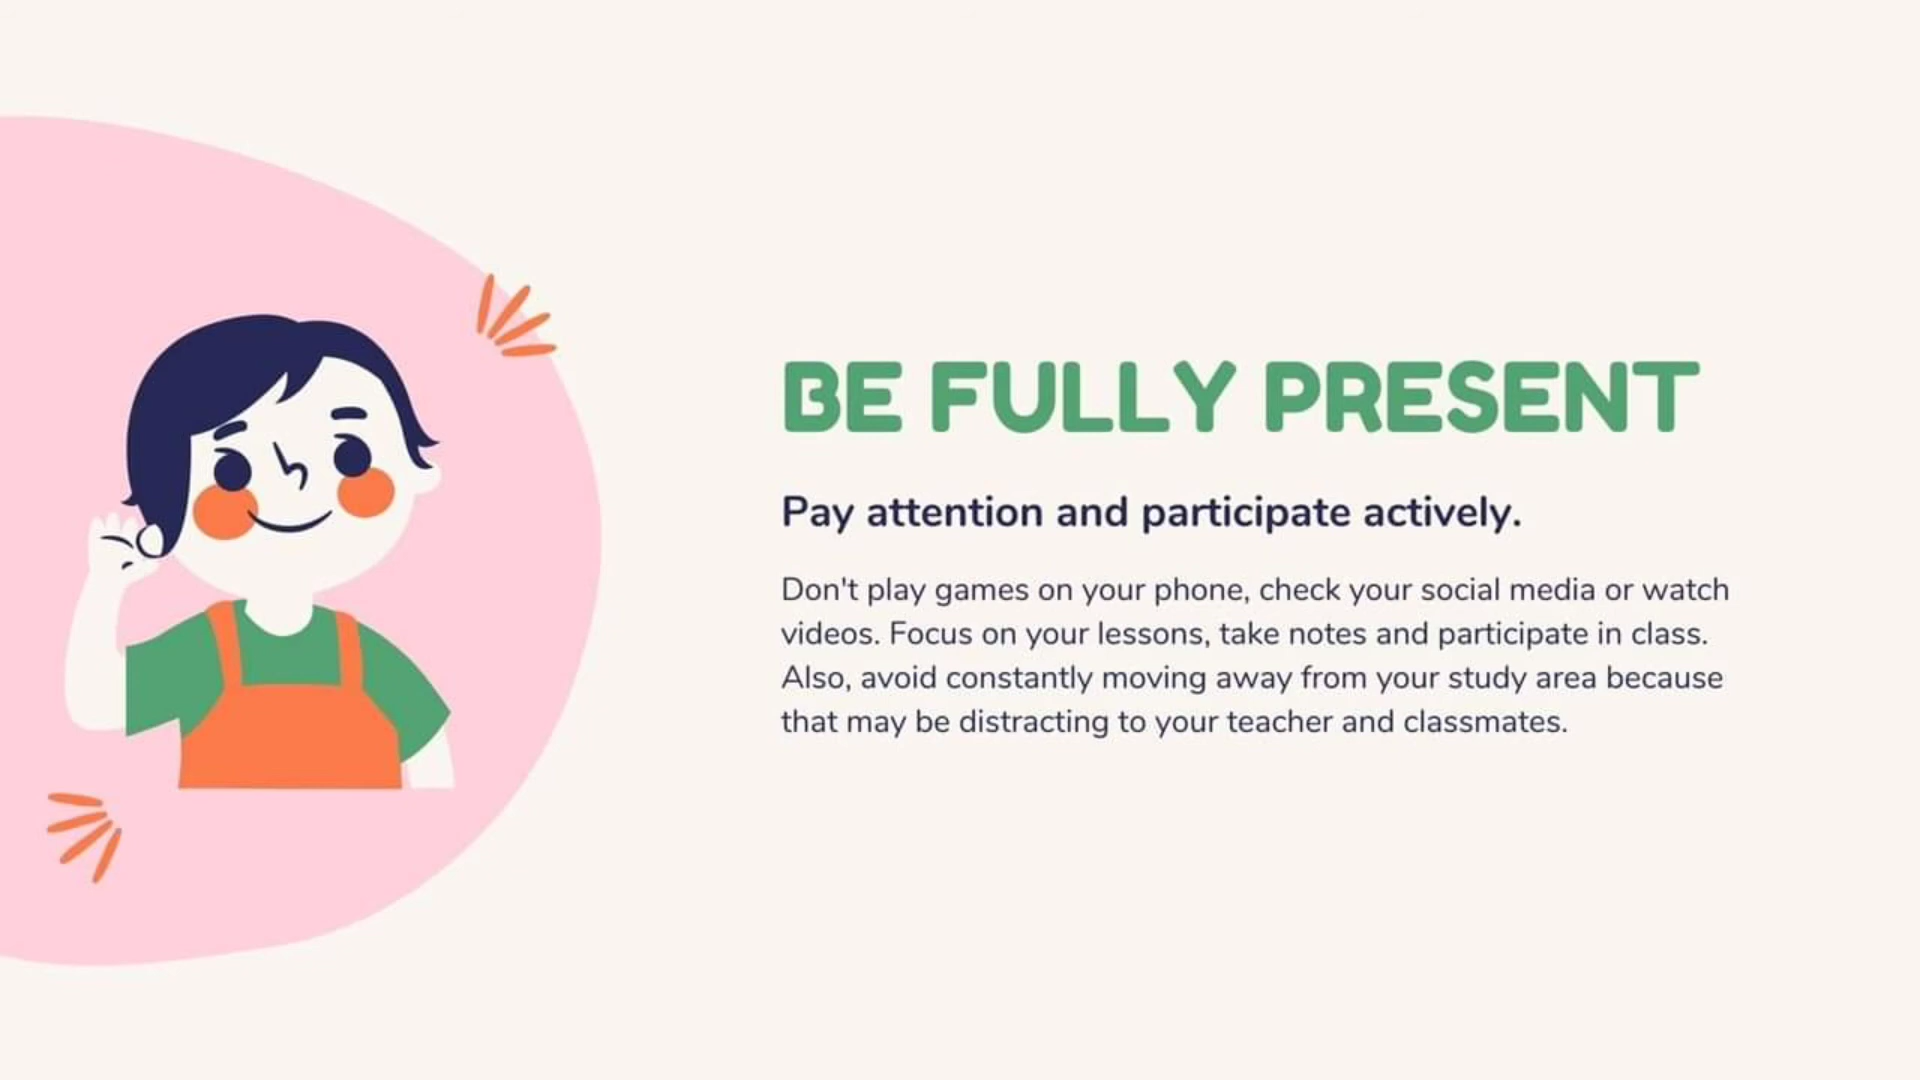 BE FULLY PRESENT
Pay attention and participate actively.
Don't play games on your phone, check your social media or watch
videos. Focus on your lessons, take notes and participate in class.
Also, avoid constantly moving away from your study area because
that may be distracting to your teacher and classmates.